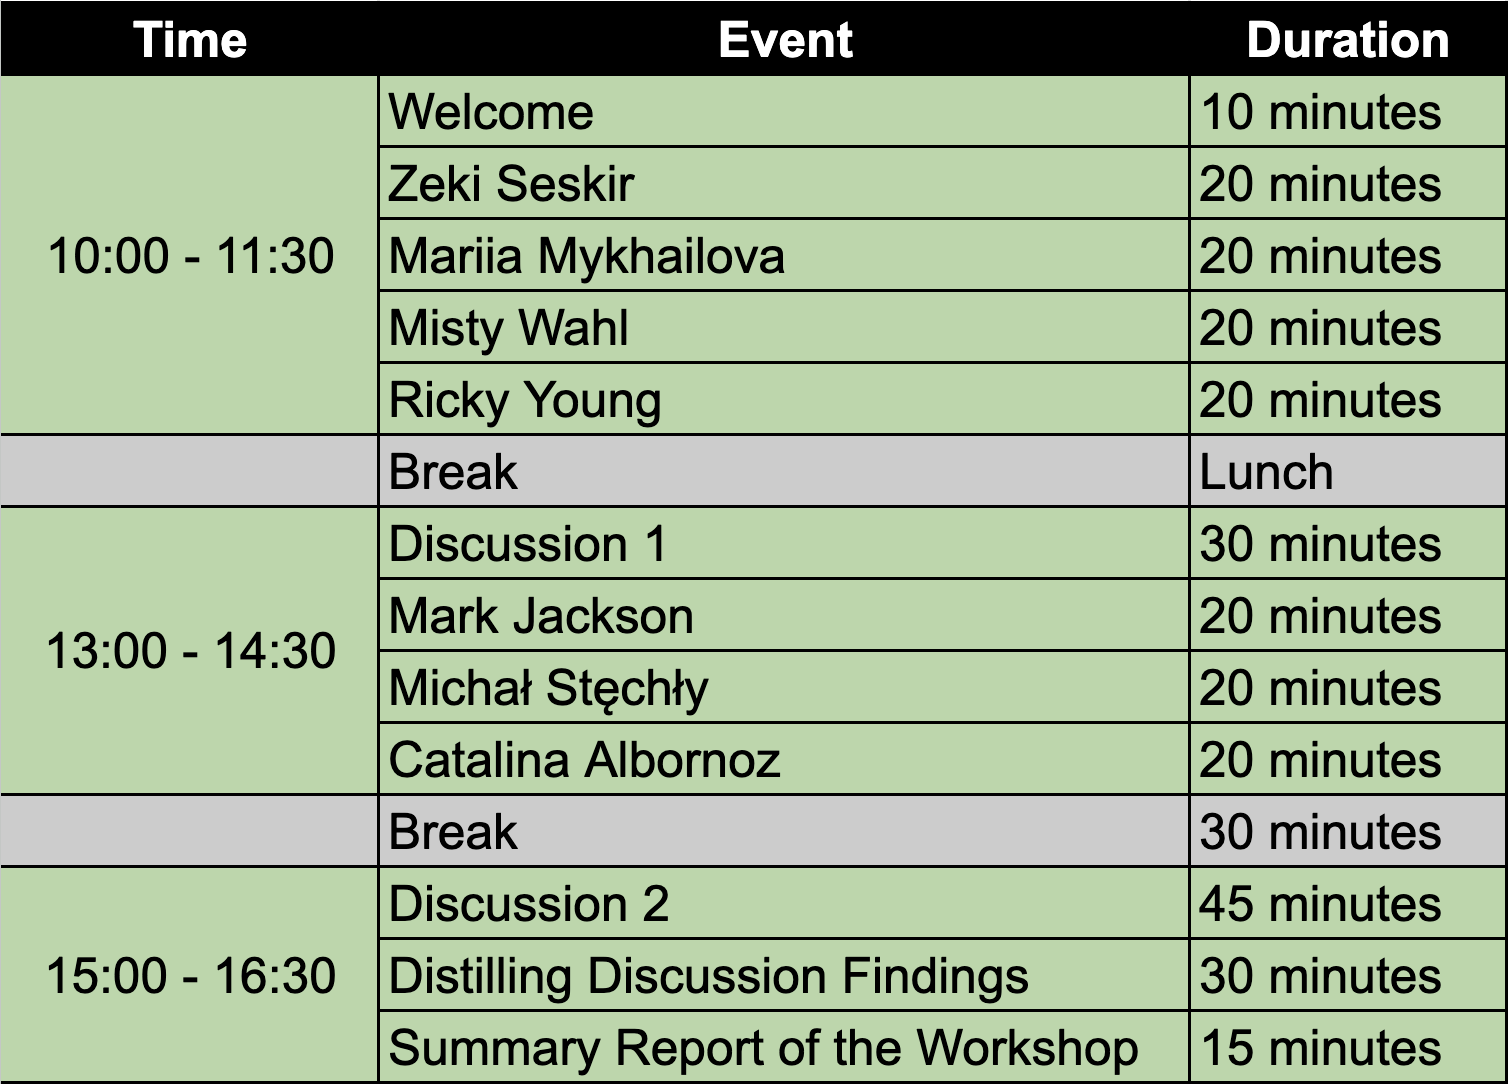 Time Event Duration
10:00 - 11:30
Welcome 10 minutes
Zeki Seskir 20 minutes
Mariia Mykhailova 20 minutes
Misty Wahl 20 minutes
Ricky Young 20 minutes
Break Lunch
13:00 - 14:30
Discussion 1 30 minutes
Mark Jackson 20 minutes
Michał Stęchły 20 minutes
Catalina Albornoz 20 minutes
Break 30 minutes
15:00 - 16:30
Discussion 2 45 minutes
Distilling Discussion Findings 30 minutes
Summary Report of the Workshop 15 minutes